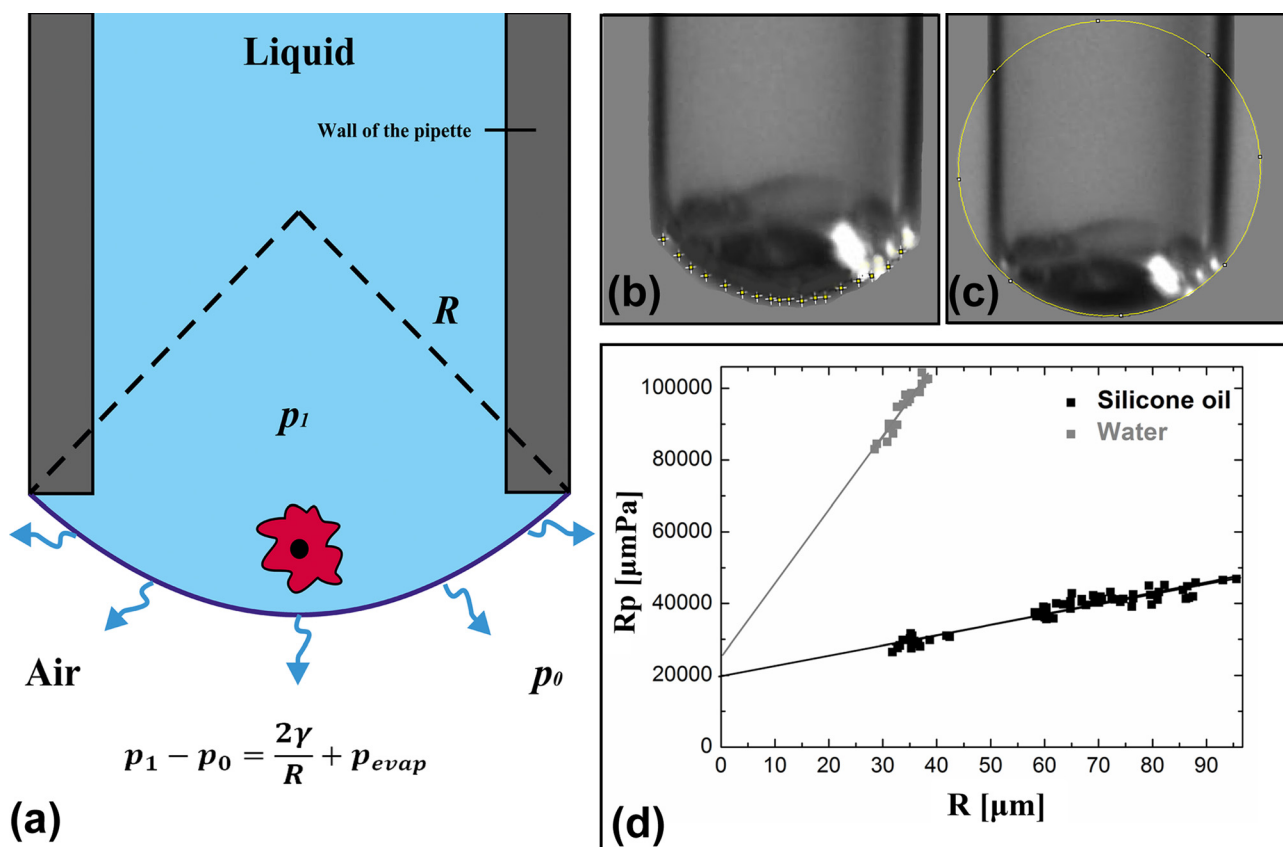 Liquid
Wall of the pipette
R
p₁
Air
p₀
p₁ − p₀ = 2γ/R + pₑᵥₐₚ
(a)
(b)
(c)
Rp [µmPa]
100000
80000
60000
40000
20000
0
Silicone oil
Water
0 10 20 30 40 50 60 70 80 90
R [µm]
(d)